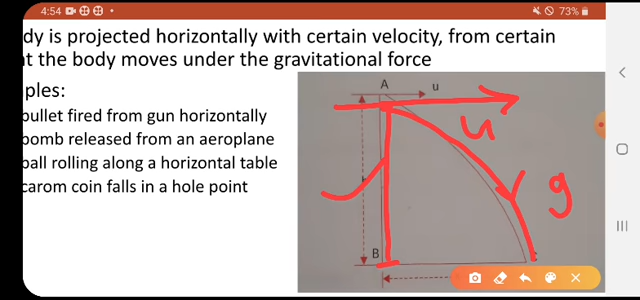 4:54 73%
dy is projected horizontally with certain velocity, from certain
t the body moves under the gravitational force
ples:
bullet fired from gun horizontally
bomb released from an aeroplane
ball rolling along a horizontal table
carom coin falls in a hole point
A u
u
g
B